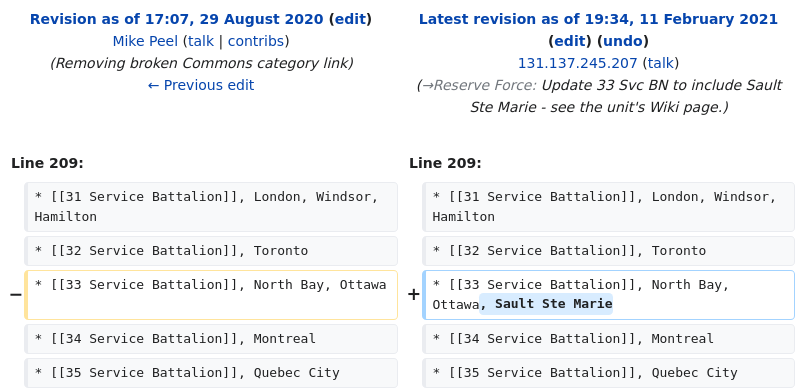 Revision as of 17:07, 29 August 2020 (edit)
Mike Peel (talk | contribs)
(Removing broken Commons category link)
← Previous edit
Latest revision as of 19:34, 11 February 2021
(edit) (undo)
131.137.245.207 (talk)
(→Reserve Force: Update 33 Svc BN to include Sault
Ste Marie - see the unit's Wiki page.)
Line 209:
* [[31 Service Battalion]], London, Windsor,
Hamilton
* [[32 Service Battalion]], Toronto
− * [[33 Service Battalion]], North Bay, Ottawa
* [[34 Service Battalion]], Montreal
* [[35 Service Battalion]], Quebec City
Line 209:
* [[31 Service Battalion]], London, Windsor,
Hamilton
* [[32 Service Battalion]], Toronto
+ * [[33 Service Battalion]], North Bay,
Ottawa, Sault Ste Marie
* [[34 Service Battalion]], Montreal
* [[35 Service Battalion]], Quebec City